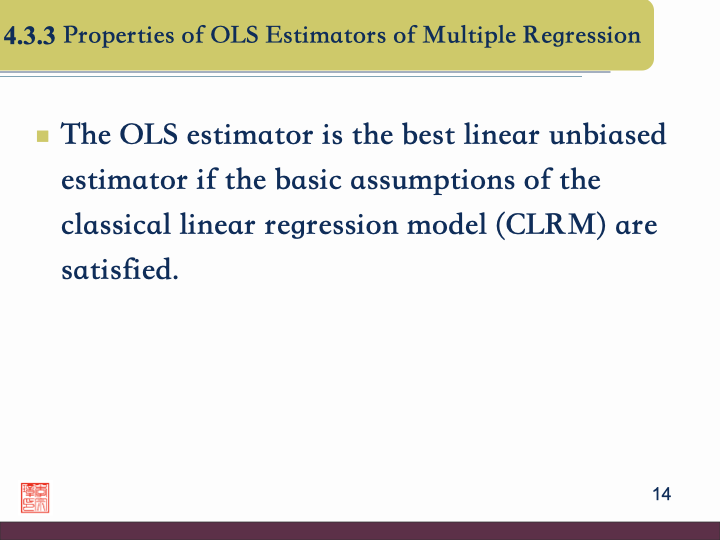 4.3.3 Properties of OLS Estimators of Multiple Regression
The OLS estimator is the best linear unbiased
estimator if the basic assumptions of the
classical linear regression model (CLRM) are
satisfied.
14